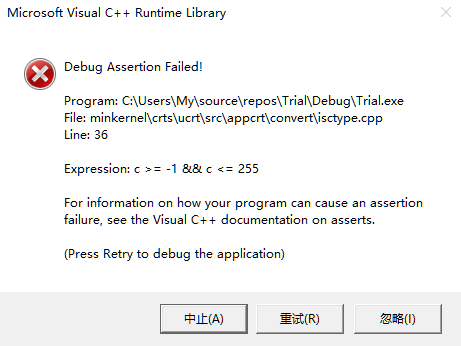 Microsoft Visual C++ Runtime Library
Debug Assertion Failed!
Program: C:\Users\My\source\repos\Trial\Debug\Trial.exe
File: minkernel\crts\ucrt\src\appcrt\convert\isctype.cpp
Line: 36
Expression: c >= -1 && c <= 255
For information on how your program can cause an assertion
failure, see the Visual C++ documentation on asserts.
(Press Retry to debug the application)
中止(A)
重试(R)
忽略(I)